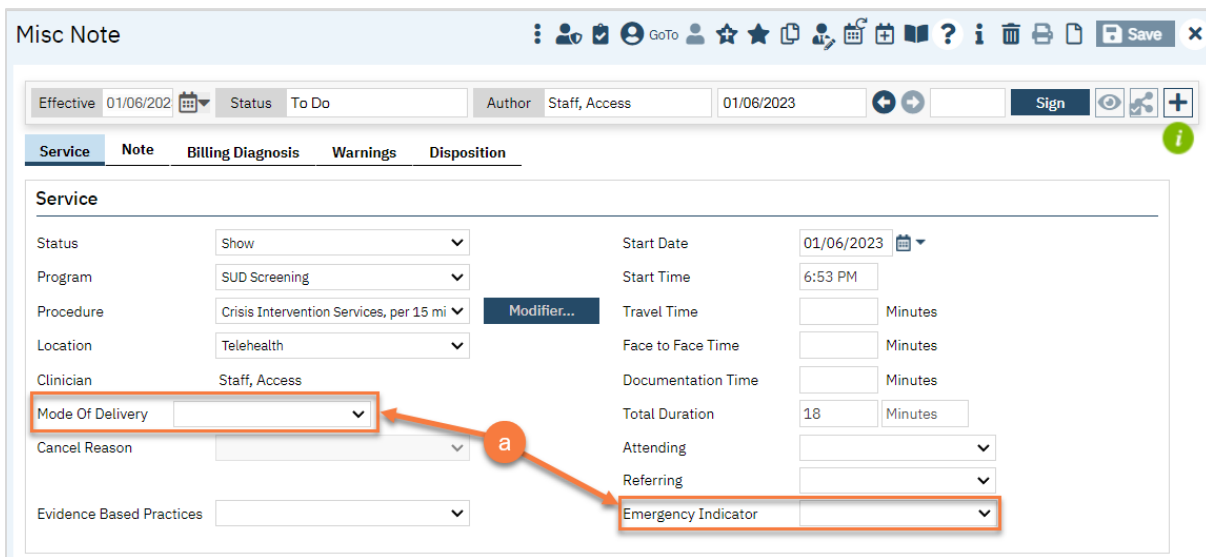 Misc Note GoTo Save
Effective 01/06/202 Status To Do Author Staff, Access 01/06/2023 Sign
Service Note Billing Diagnosis Warnings Disposition
Service
Status Show Start Date 01/06/2023
Program SUD Screening Start Time 6:53 PM
Procedure Crisis Intervention Services, per 15 mi Modifier... Travel Time Minutes
Location Telehealth Face to Face Time Minutes
Clinician Staff, Access Documentation Time Minutes
Mode Of Delivery Total Duration 18 Minutes
Cancel Reason a Attending
Referring
Evidence Based Practices Emergency Indicator